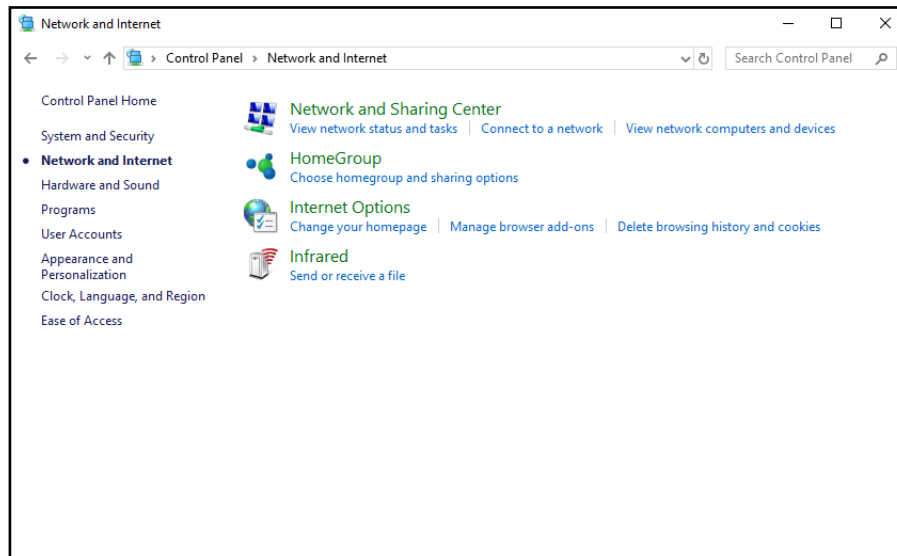 Network and Internet
Control Panel > Network and Internet
Search Control Panel
Control Panel Home
System and Security
Network and Internet
Hardware and Sound
Programs
User Accounts
Appearance and
Personalization
Clock, Language, and Region
Ease of Access
Network and Sharing Center
View network status and tasks | Connect to a network | View network computers and devices
HomeGroup
Choose homegroup and sharing options
Internet Options
Change your homepage | Manage browser add-ons | Delete browsing history and cookies
Infrared
Send or receive a file